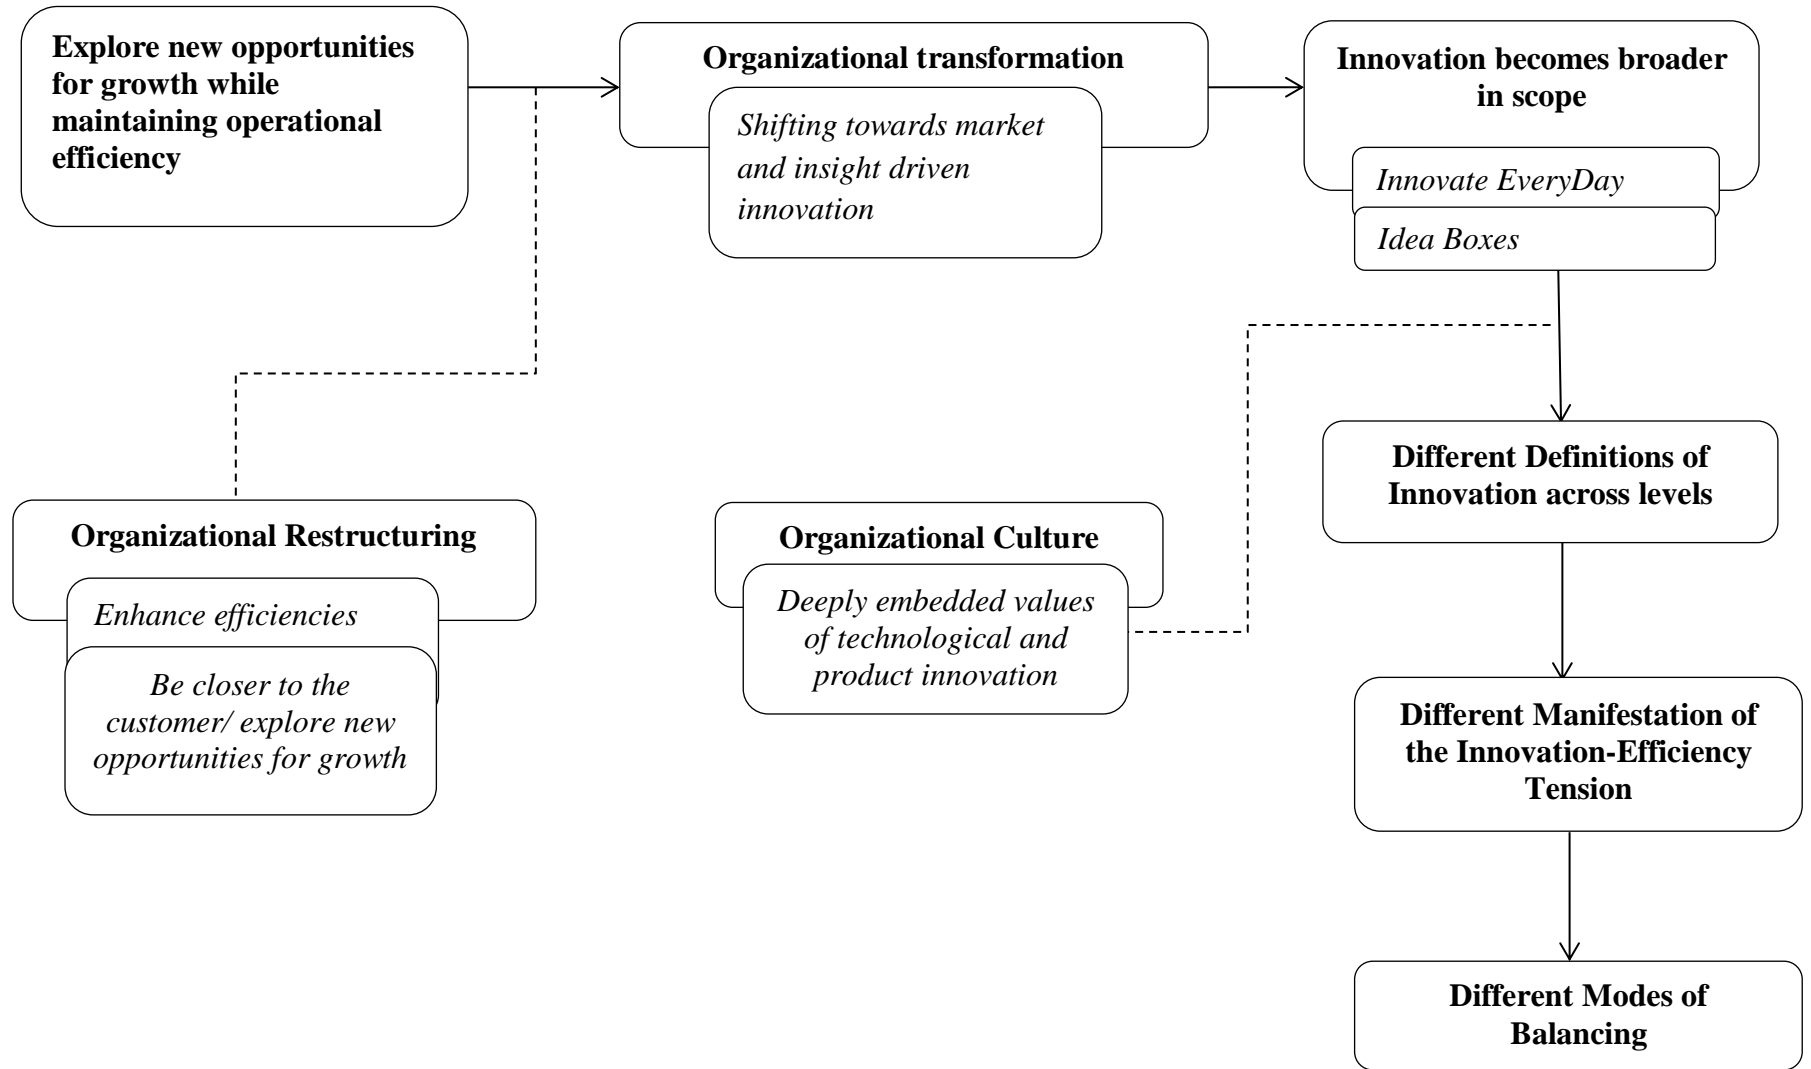 Explore new opportunities
for growth while
maintaining operational
efficiency
Organizational transformation
Shifting towards market
and insight driven
innovation
Innovation becomes broader
in scope
Innovate EveryDay
Idea Boxes
Different Definitions of
Innovation across levels
Organizational Restructuring
Enhance efficiencies
Be closer to the
customer/ explore new
opportunities for growth
Organizational Culture
Deeply embedded values
of technological and
product innovation
Different Manifestation of
the Innovation-Efficiency
Tension
Different Modes of
Balancing